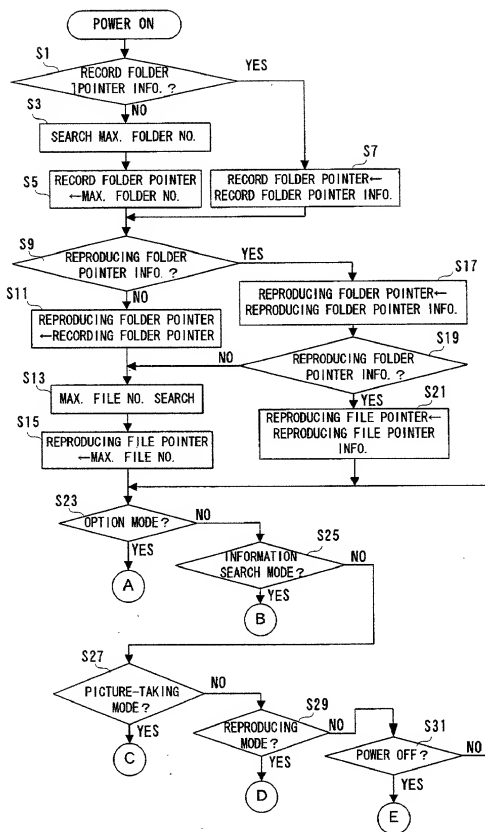 POWER ON
S1
RECORD FOLDER
]POINTER INFO.?
YES
NO
S3
SEARCH MAX. FOLDER NO.
S5
RECORD FOLDER POINTER
←MAX. FOLDER NO.
S7
RECORD FOLDER POINTER←
RECORD FOLDER POINTER INFO.
S9
REPRODUCING FOLDER
POINTER INFO.?
YES
NO
S11
REPRODUCING FOLDER POINTER
←RECORDING FOLDER POINTER
S17
REPRODUCING FOLDER POINTER←
REPRODUCING FOLDER POINTER INFO.
S19
REPRODUCING FOLDER
POINTER INFO.?
NO
YES
S13
MAX. FILE NO. SEARCH
S15
REPRODUCING FILE POINTER
←MAX. FILE NO.
S21
REPRODUCING FILE POINTER←
REPRODUCING FILE POINTER
INFO.
S23
OPTION MODE?
NO
YES
A
S25
INFORMATION
SEARCH MODE?
NO
YES
B
S27
PICTURE-TAKING
MODE?
NO
YES
C
S29
REPRODUCING
MODE?
NO
YES
D
S31
POWER OFF?
NO
YES
E